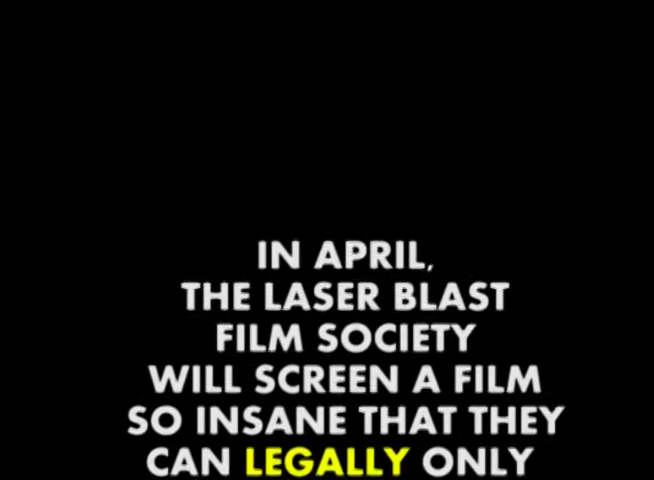 IN APRIL,
THE LASER BLAST
FILM SOCIETY
WILL SCREEN A FILM
SO INSANE THAT THEY
CAN LEGALLY ONLY